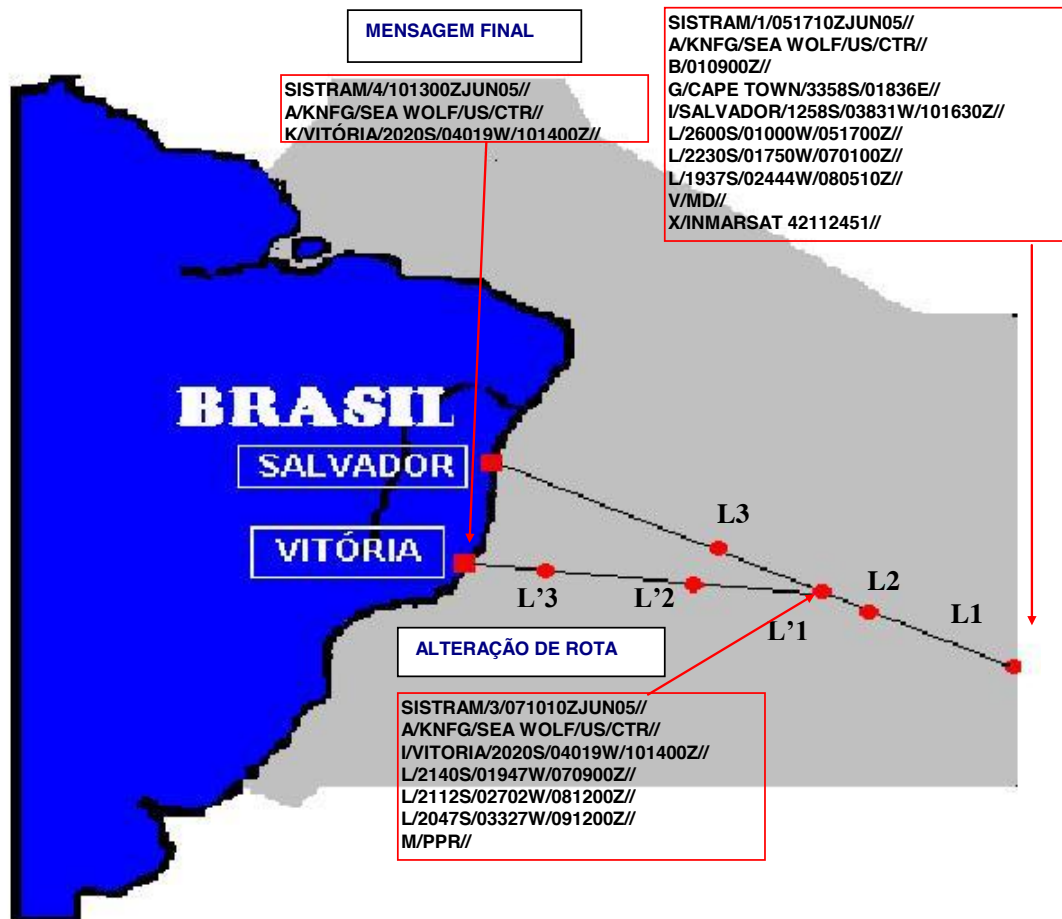 MENSAGEM FINAL
SISTRAM/4/101300ZJUN05//
A/KNFG/SEA WOLF/US/CTR//
K/VITÓRIA/2020S/04019W/101400Z//
SISTRAM/1/051710ZJUN05//
A/KNFG/SEA WOLF/US/CTR//
B/010900Z//
G/CAPE TOWN/3358S/01836E//
I/SALVADOR/1258S/03831W/101630Z//
L/2600S/01000W/051700Z//
L/2230S/01750W/070100Z//
L/1937S/02444W/080510Z//
V/MD//
X/INMARSAT 42112451//
BRASIL
SALVADOR
VITÓRIA
L3
L2
L1
L'3
L'2
L'1
ALTERAÇÃO DE ROTA
SISTRAM/3/071010ZJUN05//
A/KNFG/SEA WOLF/US/CTR//
I/VITORIA/2020S/04019W/101400Z//
L/2140S/01947W/070900Z//
L/2112S/02702W/081200Z//
L/2047S/03327W/091200Z//
M/PPR//